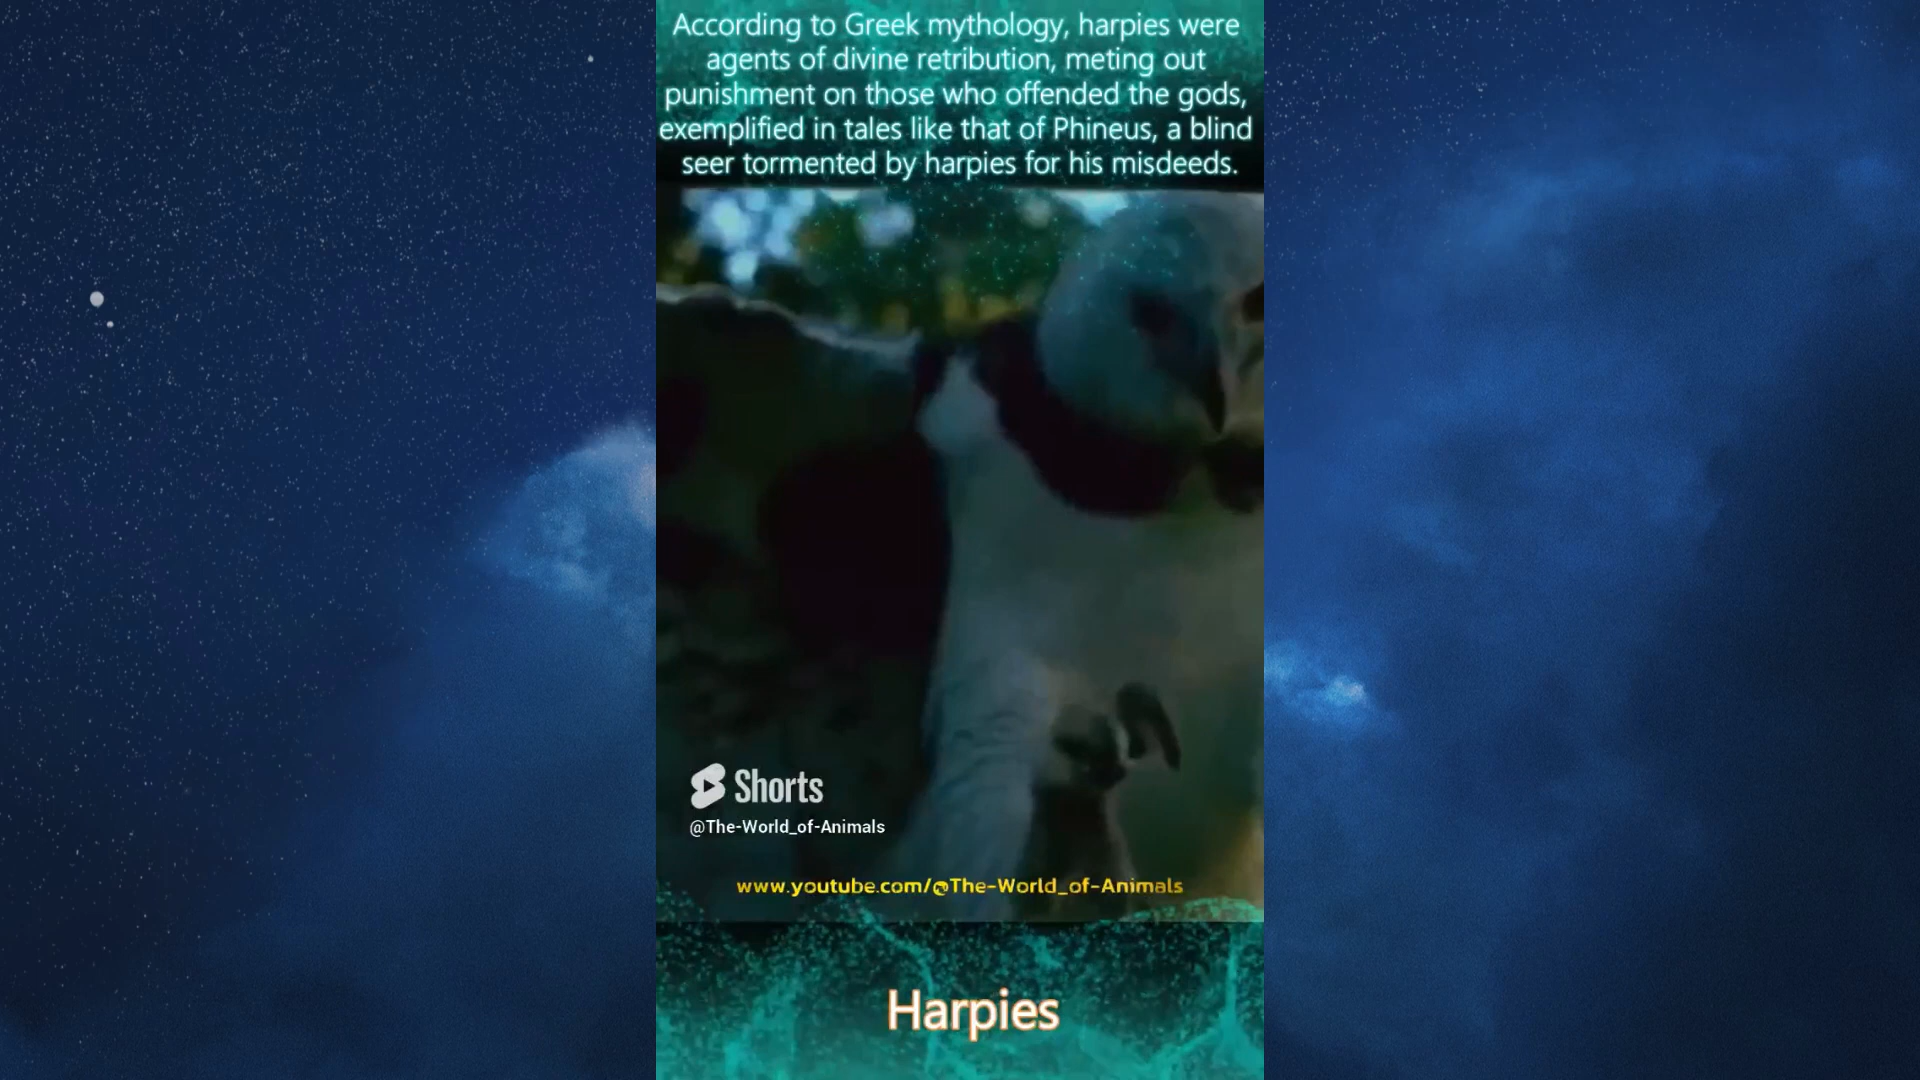 According to Greek mythology, harpies were
agents of divine retribution, meting out
punishment on those who offended the gods,
exemplified in tales like that of Phineus, a blind
seer tormented by harpies for his misdeeds.
Shorts
@The-World_of-Animals
www.youtube.com/@The-World_of-Animals
Harpies